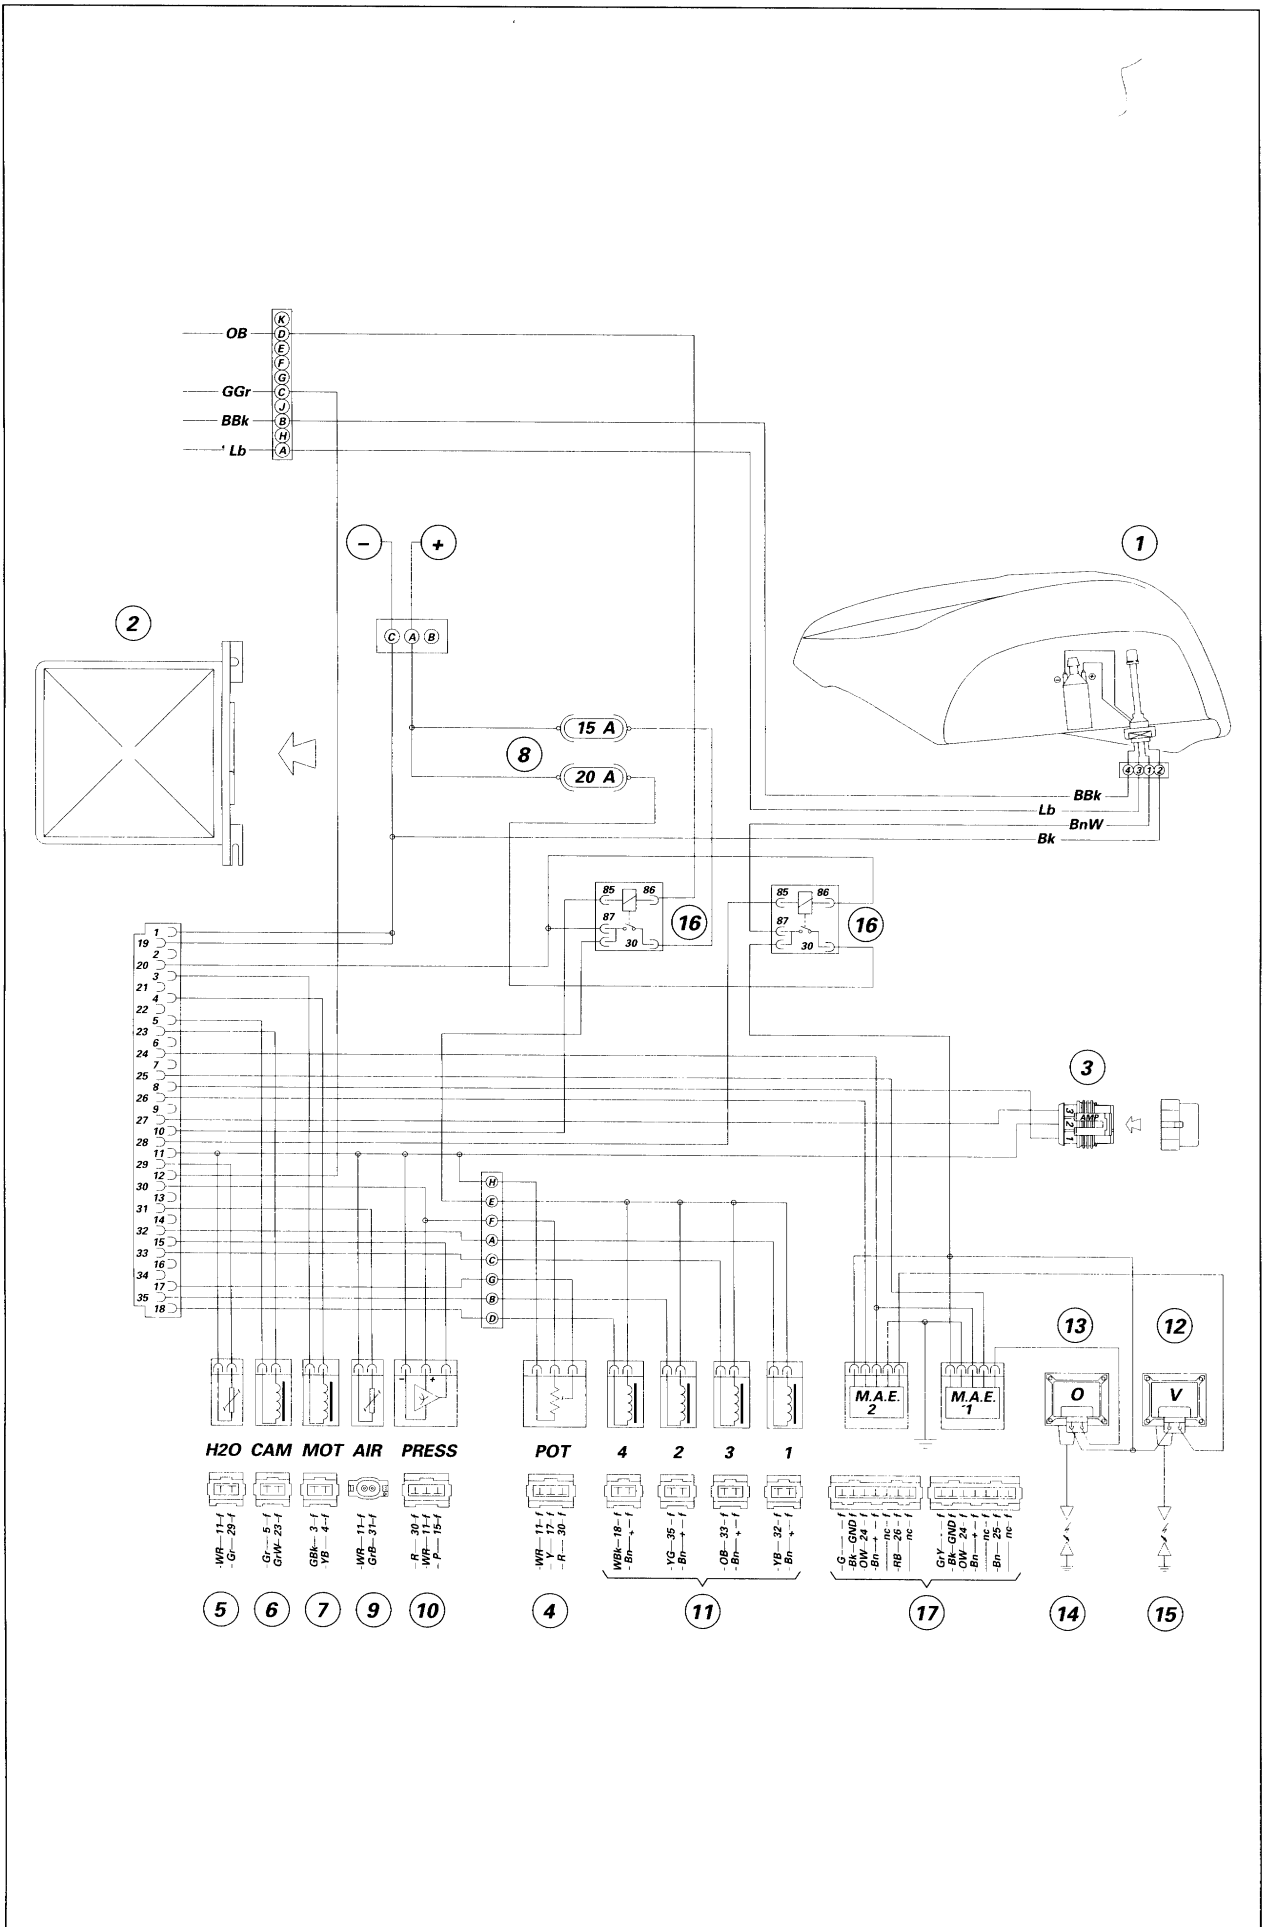 K
OB D
E
F
G
GGr C
J
BBk B
H
Lb A
- +
1
2
C A B
15 A
8
20 A
4 3 1 2
BBk
Lb
BnW
Bk
85 86
87
30
16
85 86
87
30
16
1
19
2
20
3
21
4
22
5
23
6
24
7
25
8
26
9
27
10
28
11
29
12
30
13
31
14
32
15
33
16
34
17
35
18
3
3
2
1
AMP
H
E
F
A
C
G
B
D
13
12
- +
M.A.E.
2
M.A.E.
1
O
V
H2O CAM MOT AIR PRESS POT 4 2 3 1
WR 11 f
Gr 29 f
Gr 5 f
GrW 23 f
GBk 3 f
YB 4 f
WR 11 f
GrB 31 f
R 30 f
WR 11 f
P 15 f
WR 11 f
Y 17 f
R 30 f
WBk 18 f
Bn + f
YG 35 f
Bn + f
OB 33 f
Bn + f
YB 32 f
Bn + f
G f
Bk GND f
OW 24 f
Bn + f
nc f
RB 26 f
nc f
GrY f
Bk GND f
OW 24 f
Bn + f
nc f
Bn 25 f
nc f
5 6 7 9 10 4 11 17 14 15